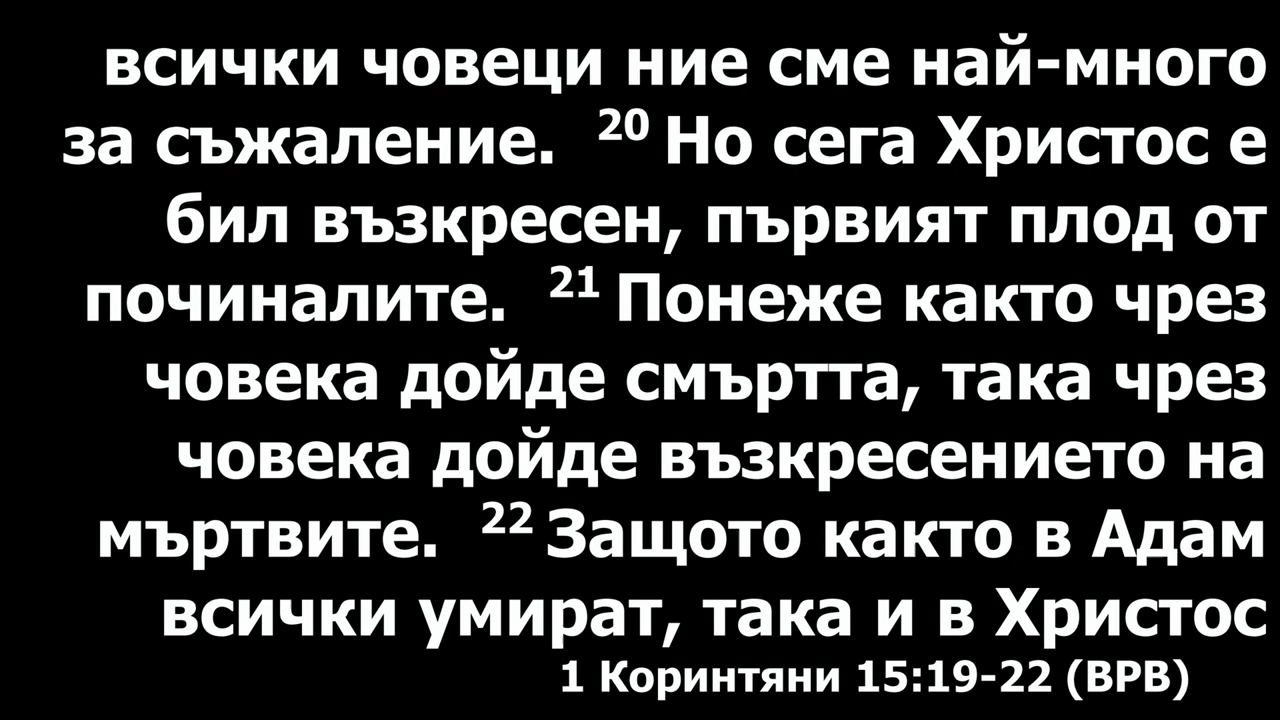 всички човеци ние сме най-много
за съжаление. 20 Но сега Христос е
бил възкресен, първият плод от
починалите. 21 Понеже както чрез
човека дойде смъртта, така чрез
човека дойде възкресението на
мъртвите. 22 Защото както в Адам
всички умират, така и в Христос
1 Коринтяни 15:19-22 (ВРВ)